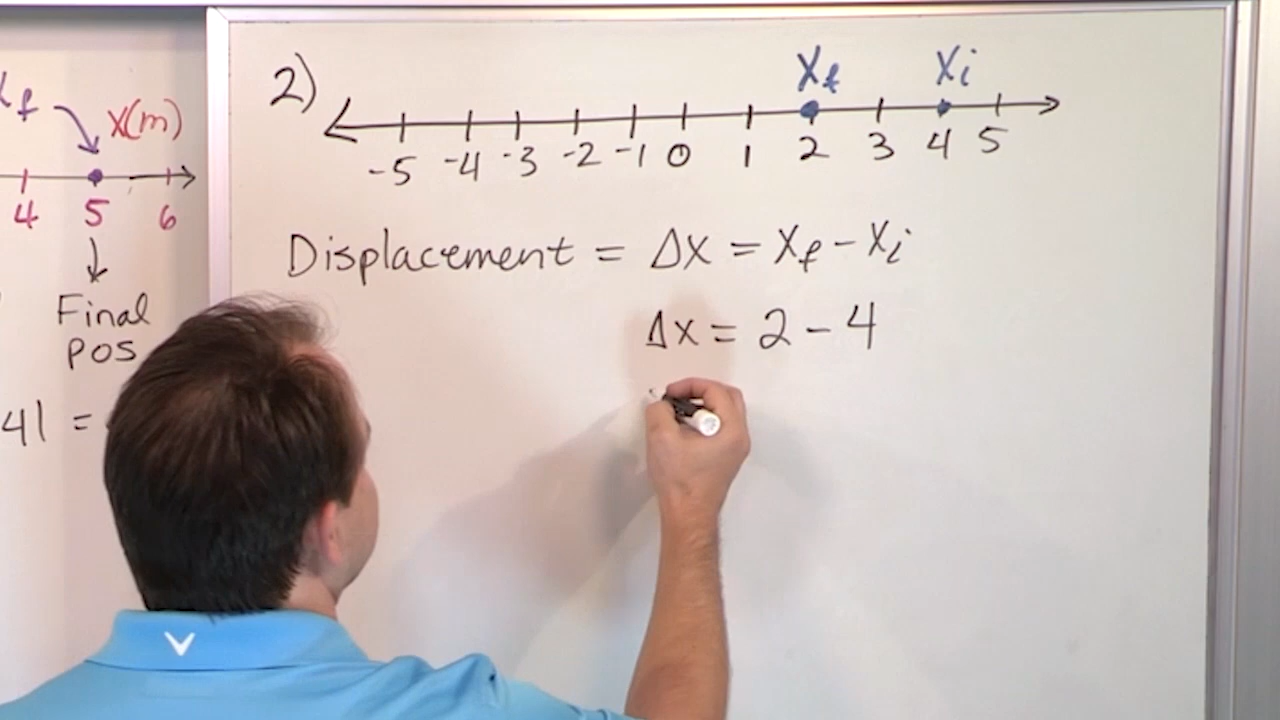 xf
x(m)
4 5 6
Final
pos
41 =
2)
xf xi
-5 -4 -3 -2 -1 0 1 2 3 4 5
Displacement = Δx = xf - xi
Δx = 2 - 4